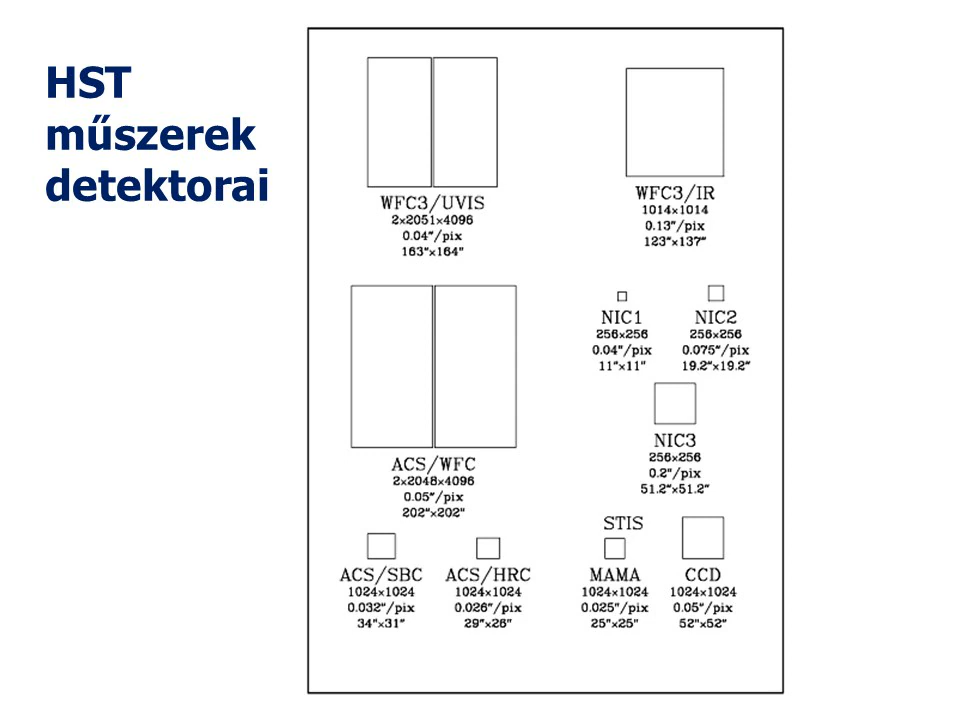 HST
műszerek
detektorai
WFC3/UVIS
2×2051×4096
0.04"/pix
163"×164"
WFC3/IR
1014×1014
0.13"/pix
123"×137"
ACS/WFC
2×2048×4096
0.05"/pix
202"×202"
NIC1
256×256
0.04"/pix
11"×11"
NIC2
256×256
0.075"/pix
19.2"×19.2"
NIC3
256×256
0.2"/pix
51.2"×51.2"
ACS/SBC
1024×1024
0.032"/pix
34"×31"
ACS/HRC
1024×1024
0.026"/pix
29"×26"
STIS
MAMA
1024×1024
0.025"/pix
25"×25"
CCD
1024×1024
0.05"/pix
52"×52"